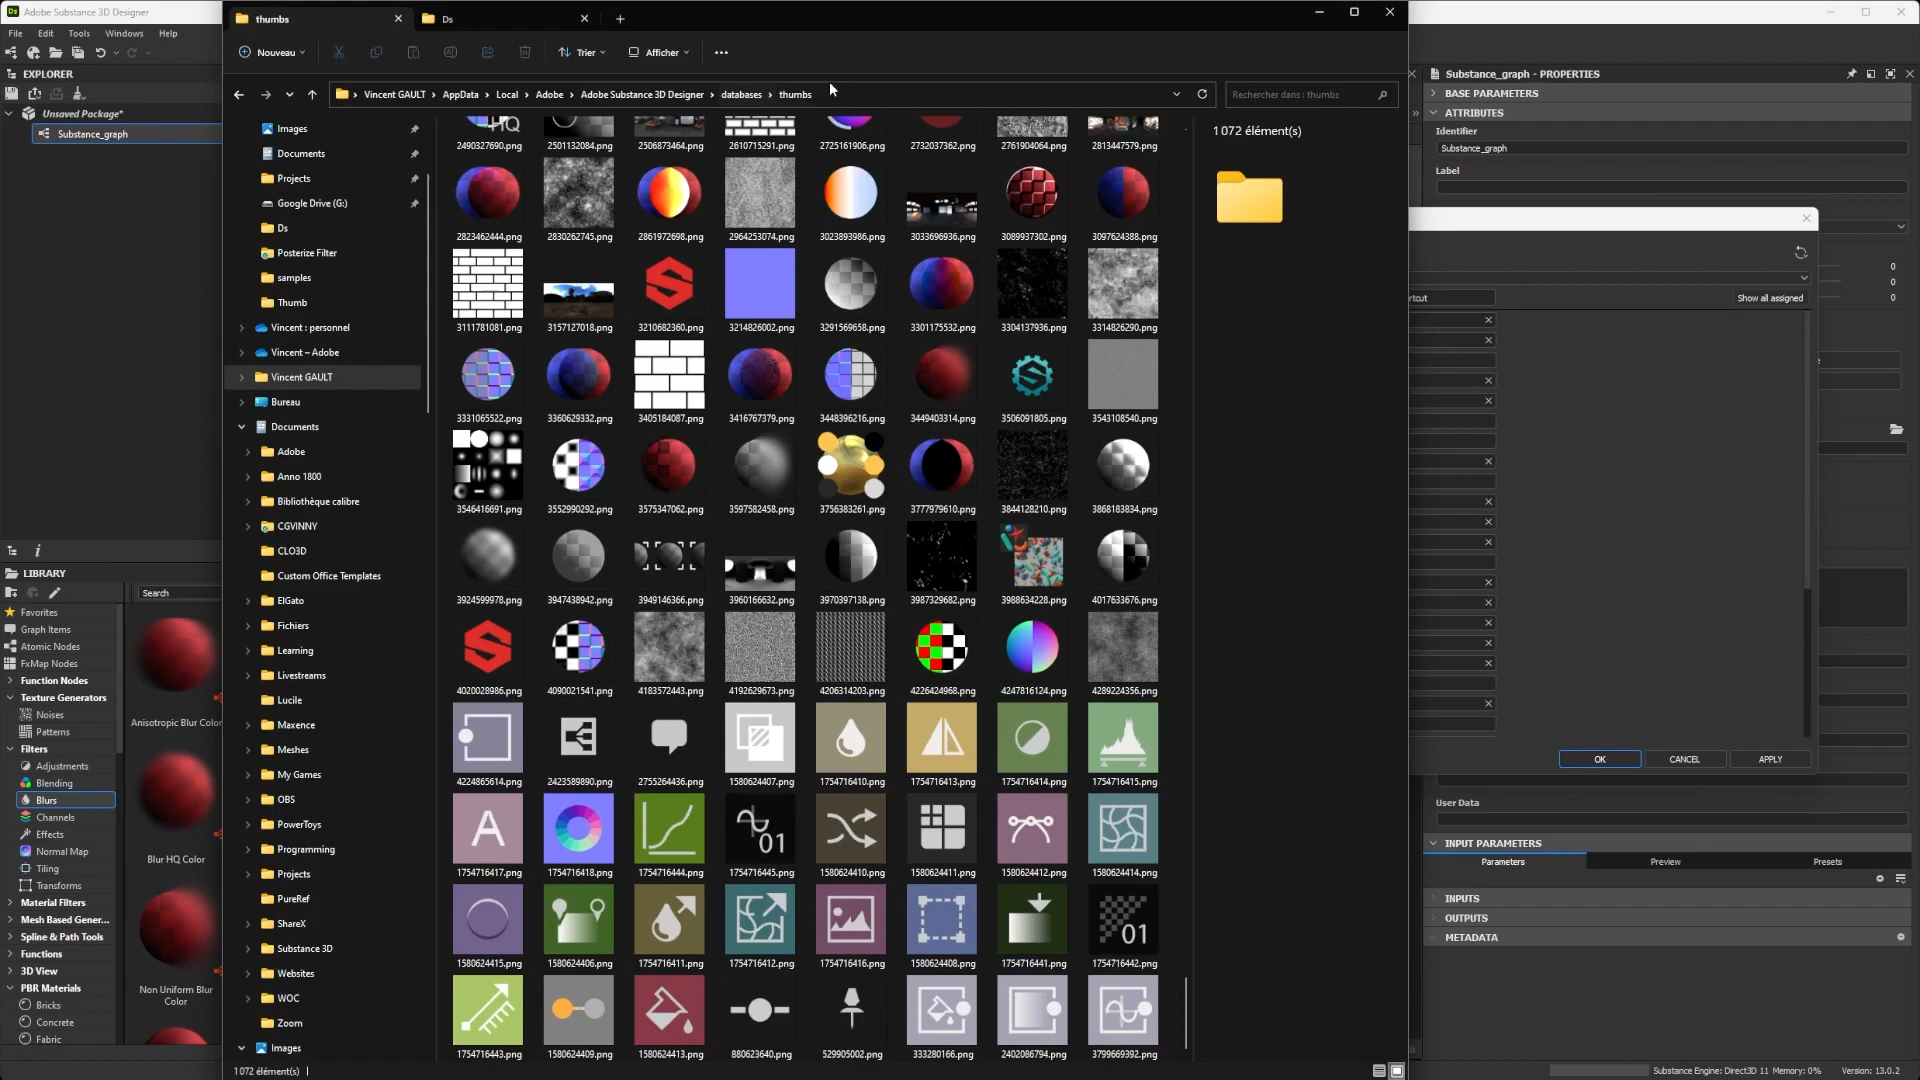 Adobe Substance 3D Designer
File Edit Tools Windows Help
EXPLORER
Unsaved Package*
Substance_graph
LIBRARY
Search
Favorites
Graph Items
Atomic Nodes
FxMap Nodes
Function Nodes
Texture Generators
Noises
Patterns
Filters
Adjustments
Blending
Blurs
Channels
Effects
Normal Map
Tiling
Transforms
Material Filters
Mesh Based Gener...
Spline & Path Tools
Functions
3D View
PBR Materials
Bricks
Concrete
Fabric
Anisotropic Blur Color
Blur HQ Color
Non Uniform Blur
Color
thumbs
Ds
Nouveau
Trier
Afficher
Vincent GAULT > AppData > Local > Adobe > Adobe Substance 3D Designer > databases > thumbs
Rechercher dans : thumbs
Images
Documents
Projects
Google Drive (G:)
Ds
Posterize Filter
samples
Thumb
Vincent : personnel
Vincent – Adobe
Vincent GAULT
Bureau
Documents
Adobe
Anno 1800
Bibliothèque calibre
CGVINNY
CLO3D
Custom Office Templates
ElGato
Fichiers
Learning
Livestreams
Lucile
Maxence
Meshes
My Games
OBS
PowerToys
Programming
Projects
PureRef
ShareX
Substance 3D
Websites
WOC
Zoom
Images
1072 élément(s)
HQ
2490327690.png 2501132084.png 2506873464.png 2610715291.png 2725161906.png 2732037362.png 2761904064.png 2813447579.png
2823462444.png 2830262745.png 2861972698.png 2964253074.png 3023893986.png 3033696936.png 3089937302.png 3097624388.png
3111781081.png 3157127018.png 3210682360.png 3214826002.png 3291569658.png 3301175532.png 3304137936.png 3314826290.png
3331065522.png 3360629332.png 3405184087.png 3416767379.png 3448396216.png 3449403314.png 3506091805.png 3543108540.png
3546416691.png 3552990292.png 3575347062.png 3597582458.png 3756383261.png 3777979610.png 3844128210.png 3868183834.png
3924599978.png 3947438942.png 3949146366.png 3960166632.png 3970397138.png 3987329682.png 3988634228.png 4017633676.png
4020028986.png 4090021541.png 4183572443.png 4192629673.png 4206314203.png 4226424968.png 4247816124.png 4289224356.png
4224865614.png 2423589890.png 2755264436.png 1580624407.png 1754716410.png 1754716413.png 1754716414.png 1754716415.png
A
01
1754716417.png 1754716418.png 1754716444.png 1754716445.png 1580624410.png 1580624411.png 1580624412.png 1580624414.png
01
1580624415.png 1580624406.png 1754716411.png 1754716412.png 1754716416.png 1580624408.png 1754716441.png 1754716442.png
1754716443.png 1580624409.png 1580624413.png 880623640.png 529905002.png 333280166.png 2402086794.png 3799669392.png
1 072 élément(s)
Substance_graph - PROPERTIES
BASE PARAMETERS
ATTRIBUTES
Identifier
Substance_graph
Label
0
0
0
Show all assigned
OK CANCEL APPLY
User Data
INPUT PARAMETERS
Parameters Preview Presets
INPUTS
OUTPUTS
METADATA
Substance Engine: Direct3D 11 Memory: 0% Version: 13.0.2